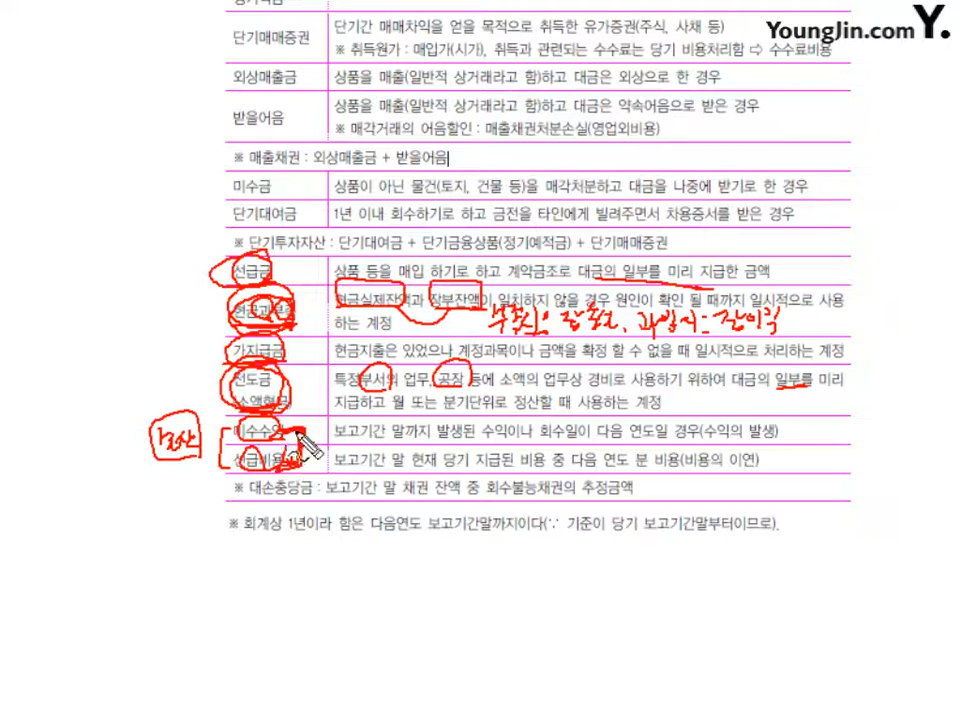 YoungJin.com Y.
단기매매증권 단기간 매매차익을 얻을 목적으로 취득한 유가증권(주식, 사채 등)
※ 취득원가 : 매입가(시가), 취득과 관련되는 수수료는 당기 비용처리함 ⇨ 수수료비용
외상매출금 상품을 매출(일반적 상거래라고 함)하고 대금은 외상으로 한 경우
받을어음 상품을 매출(일반적 상거래라고 함)하고 대금은 약속어음으로 받은 경우
※ 매각거래의 어음할인 : 매출채권처분손실(영업외비용)
※ 매출채권 : 외상매출금 + 받을어음
미수금 상품이 아닌 물건(토지, 건물 등)을 매각처분하고 대금을 나중에 받기로 한 경우
단기대여금 1년 이내 회수하기로 하고 금전을 타인에게 빌려주면서 차용증서를 받은 경우
※ 단기투자자산 : 단기대여금 + 단기금융상품(정기예적금) + 단기매매증권
선급금 상품 등을 매입 하기로 하고 계약금조로 대금의 일부를 미리 지급한 금액
현금과부족 현금실제잔액과 장부잔액이 일치하지 않을 경우 원인이 확인 될 때까지 일시적으로 사용
하는 계정
가지급금 현금지출은 있었으나 계정과목이나 금액을 확정 할 수 없을 때 일시적으로 처리하는 계정
전도금 특정부서의 업무, 공장 등에 소액의 업무상 경비로 사용하기 위하여 대금의 일부를 미리
(소액현금) 지급하고 월 또는 분기단위로 정산할 때 사용하는 계정
미수수익 보고기간 말까지 발생된 수익이나 회수일이 다음 연도일 경우(수익의 발생)
선급비용 보고기간 말 현재 당기 지급된 비용 중 다음 연도 분 비용(비용의 이연)
※ 대손충당금 : 보고기간 말 채권 잔액 중 회수불능채권의 추정금액
※ 회계상 1년이라 함은 다음연도 보고기간말까지이다(∵ 기준이 당기 보고기간말부터이므로).